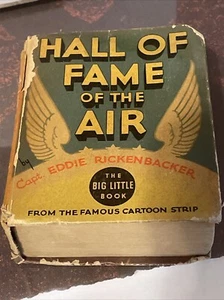 HALL OF
FAME
OF THE
AIR
by
Capt EDDIE RICKENBACKER
THE
BIG LITTLE
BOOK
FROM THE FAMOUS CARTOON STRIP